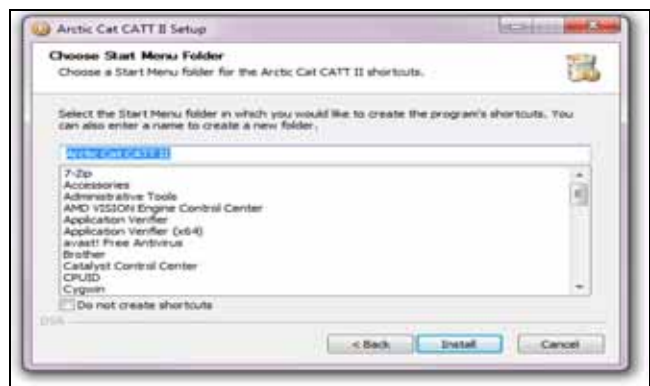 Arctic Cat CATT II Setup
Choose Start Menu Folder
Choose a Start Menu folder for the Arctic Cat CATT II shortcuts.
Select the Start Menu folder in which you would like to create the program's shortcuts. You
can also enter a name to create a new folder.
Arctic Cat CATT II
7-Zip
Accessories
Administrative Tools
AMD VISION Engine Control Center
Application Verifier
Application Verifier (x64)
avast! Free Antivirus
Brother
Catalyst Control Center
CPUID
Cygwin
Do not create shortcuts
< Back
Install
Cancel